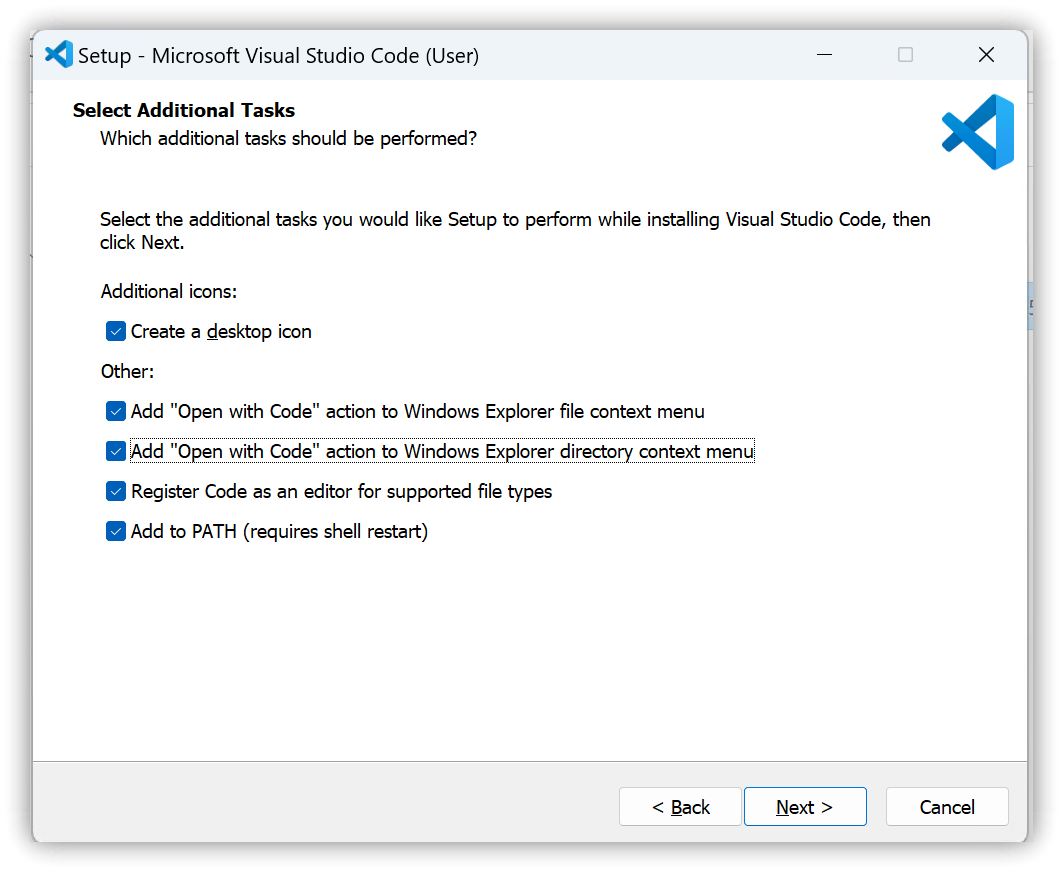 Setup - Microsoft Visual Studio Code (User)
Select Additional Tasks
Which additional tasks should be performed?
Select the additional tasks you would like Setup to perform while installing Visual Studio Code, then
click Next.
Additional icons:
Create a desktop icon
Other:
Add "Open with Code" action to Windows Explorer file context menu
Add "Open with Code" action to Windows Explorer directory context menu
Register Code as an editor for supported file types
Add to PATH (requires shell restart)
< Back
Next >
Cancel